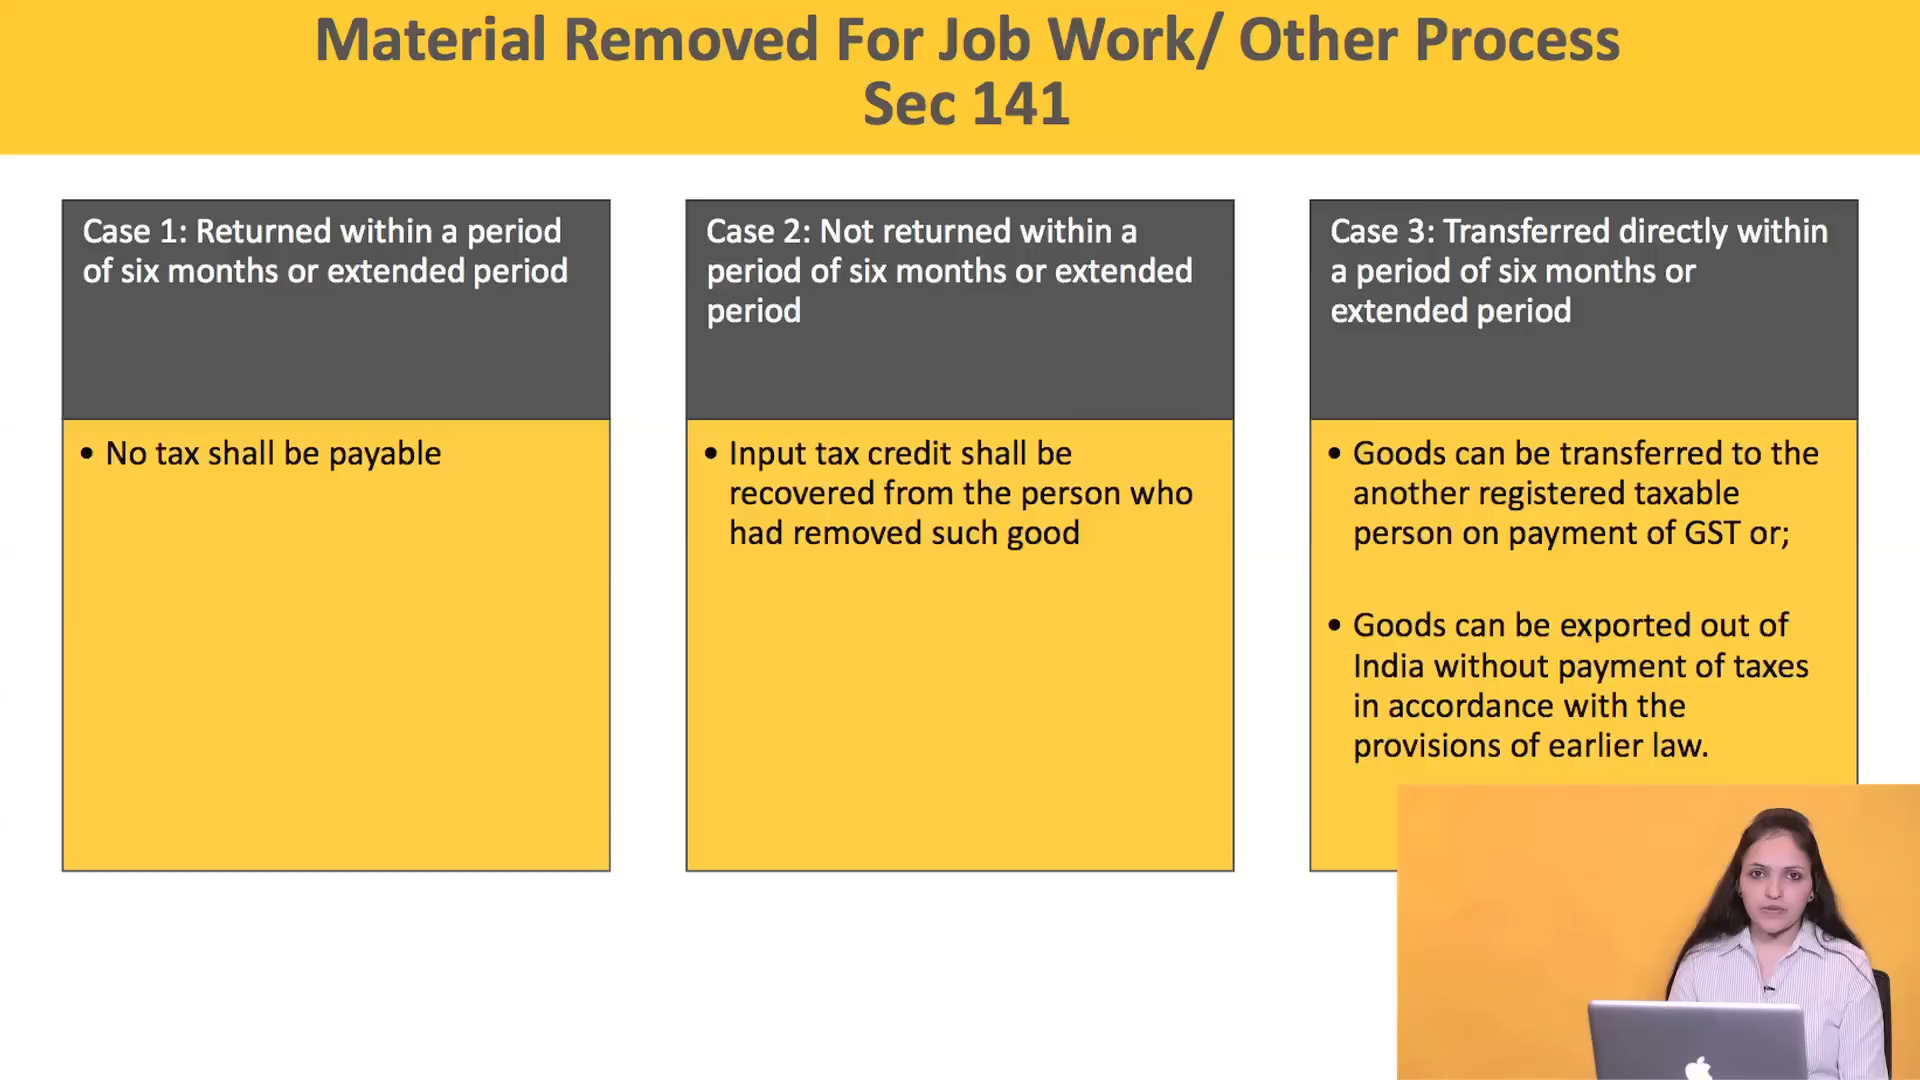 Material Removed For Job Work/ Other Process
Sec 141
Case 1: Returned within a period
of six months or extended period
• No tax shall be payable
Case 2: Not returned within a
period of six months or extended
period
• Input tax credit shall be
recovered from the person who
had removed such good
Case 3: Transferred directly within
a period of six months or
extended period
• Goods can be transferred to the
another registered taxable
person on payment of GST or;
• Goods can be exported out of
India without payment of taxes
in accordance with the
provisions of earlier law.